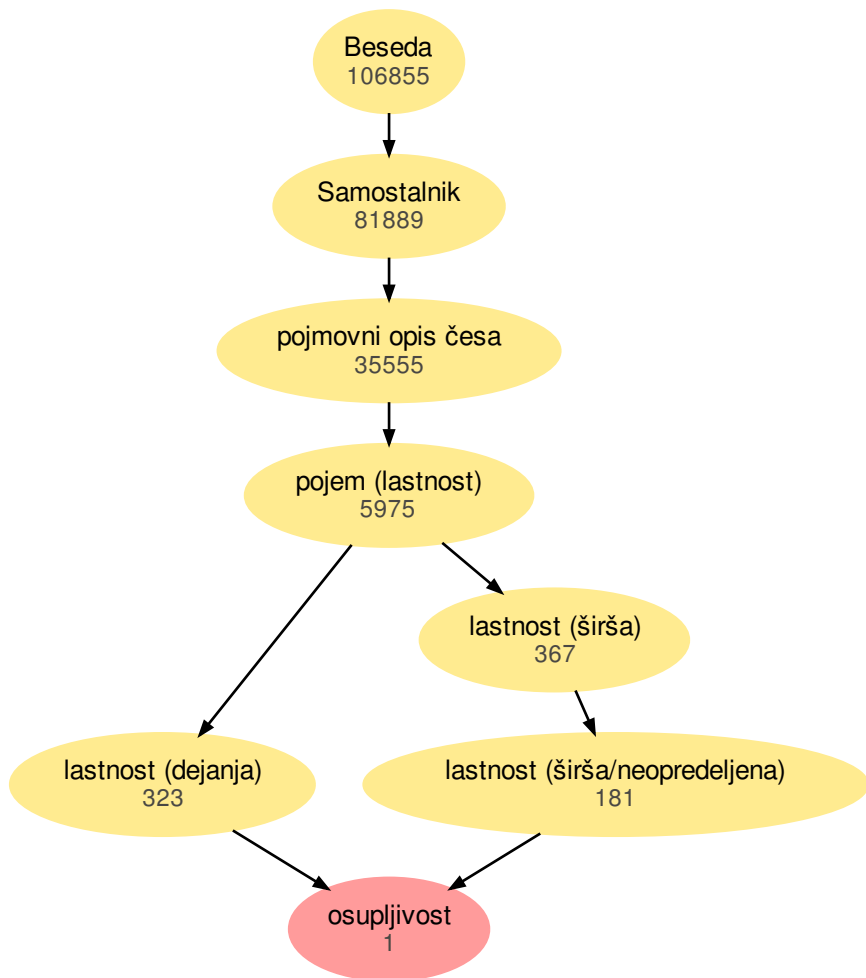 Beseda
106855
Samostalnik
81889
pojmovni opis česa
35555
pojem (lastnost)
5975
lastnost (širša)
367
lastnost (dejanja)
323
lastnost (širša/neopredeljena)
181
osupljivost
1